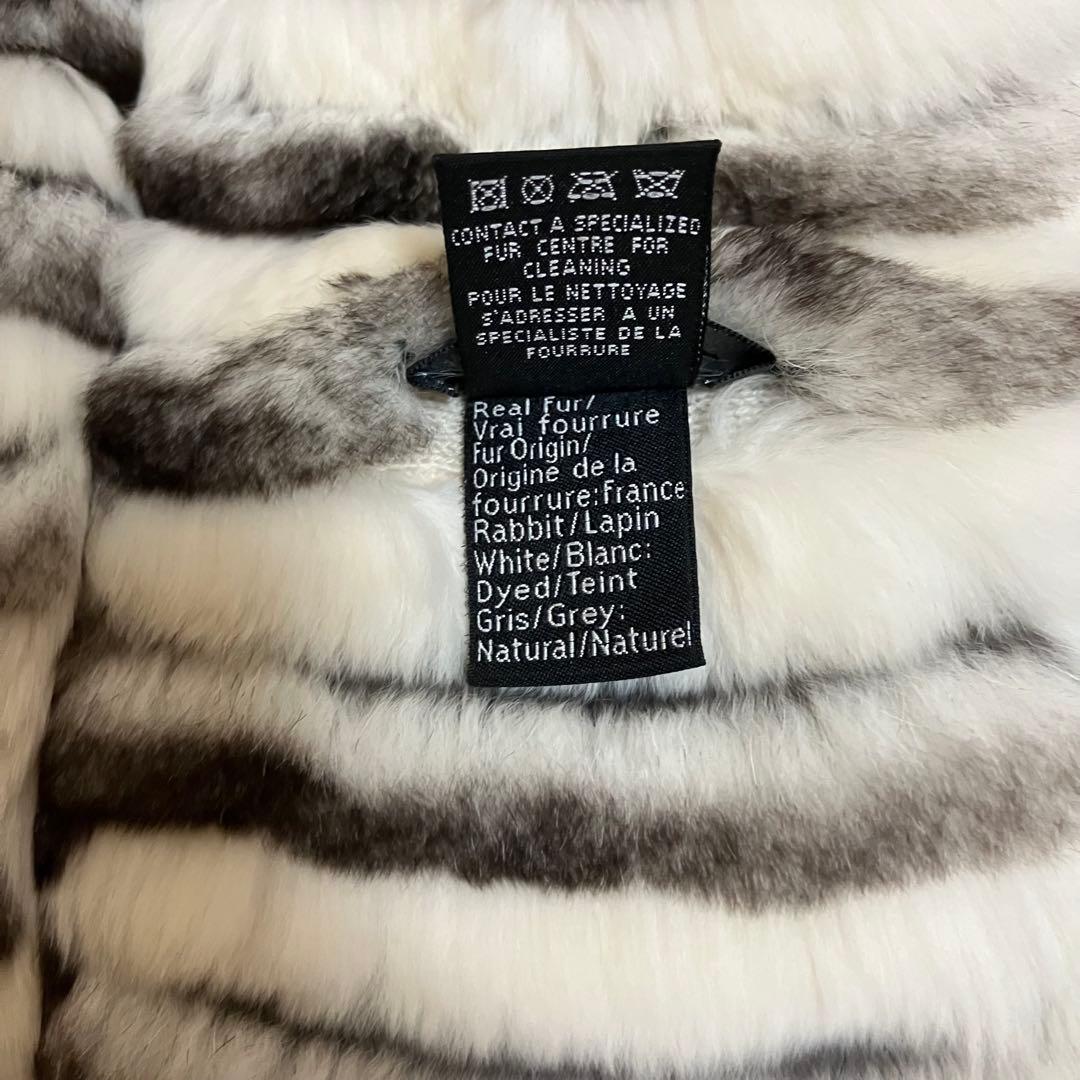 CONTACT A SPECIALIZED
FUR CENTRE FOR
CLEANING
POUR LE NETTOYAGE
S'ADRESSER A UN
SPECIALISTE DE LA
FOURRURE
Real Fur/
Vrai fourrure
Fur Origin/
Origine de la
fourrure:France
Rabbit/Lapin
White/Blanc:
Dyed/Teint
Gris/Grey:
Natural/Naturel